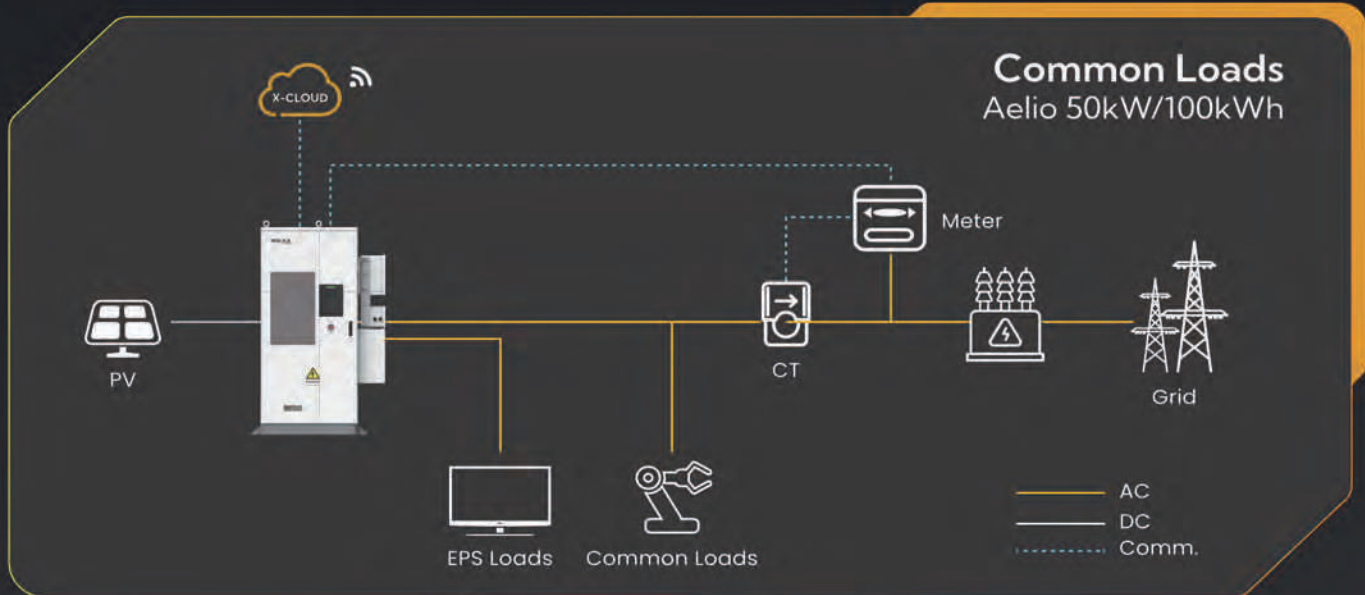 Common Loads
Aelio 50kW/100kWh
X-CLOUD
Meter
PV
CT
Grid
EPS Loads
Common Loads
AC
DC
Comm.